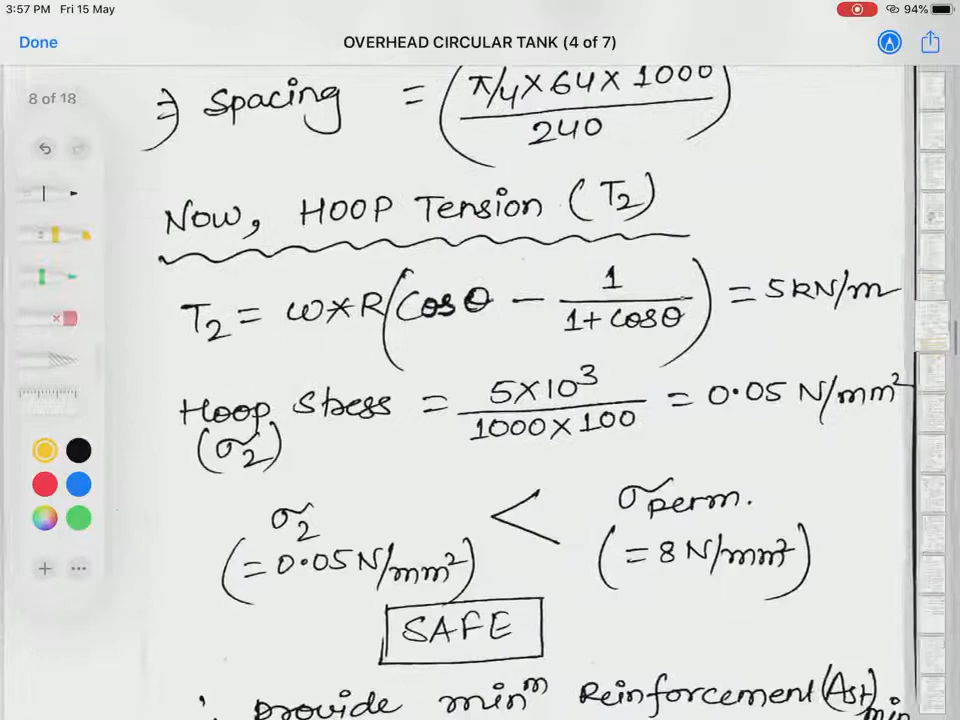 3:57 PM Fri 15 May 94%
Done OVERHEAD CIRCULAR TANK (4 of 7)
8 of 18
⇒ Spacing = (π/4 × 64 × 1000 / 240)
Now, HOOP Tension (T₂)
T₂ = ω*R(Cosθ − 1/(1+cosθ)) = 5kN/m
Hoop Stess = 5×10³ / 1000×100 = 0.05 N/mm²
(σ₂)
σ₂ < σperm.
(= 0.05 N/mm²) (= 8 N/mm²)
SAFE
∴ provide minᵐ Reinforcement (Ast)min